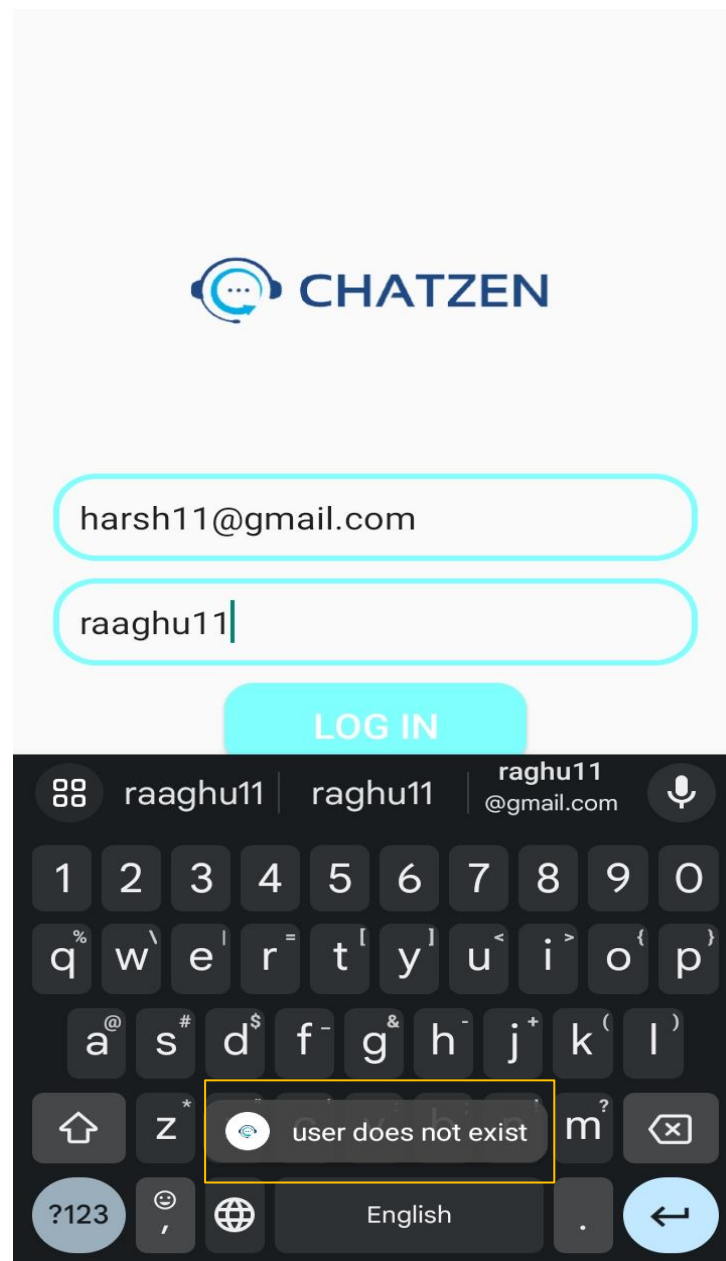 CHATZEN
harsh11@gmail.com
raaghu11
LOG IN
raaghu11 raghu11 raghu11
@gmail.com
1 2 3 4 5 6 7 8 9 0
q% w\ e| r= t[ y] u< i> o{ p}
a@ s# d$ f- g& h- j+ k( l)
z* m?
user does not exist
?123 , English .